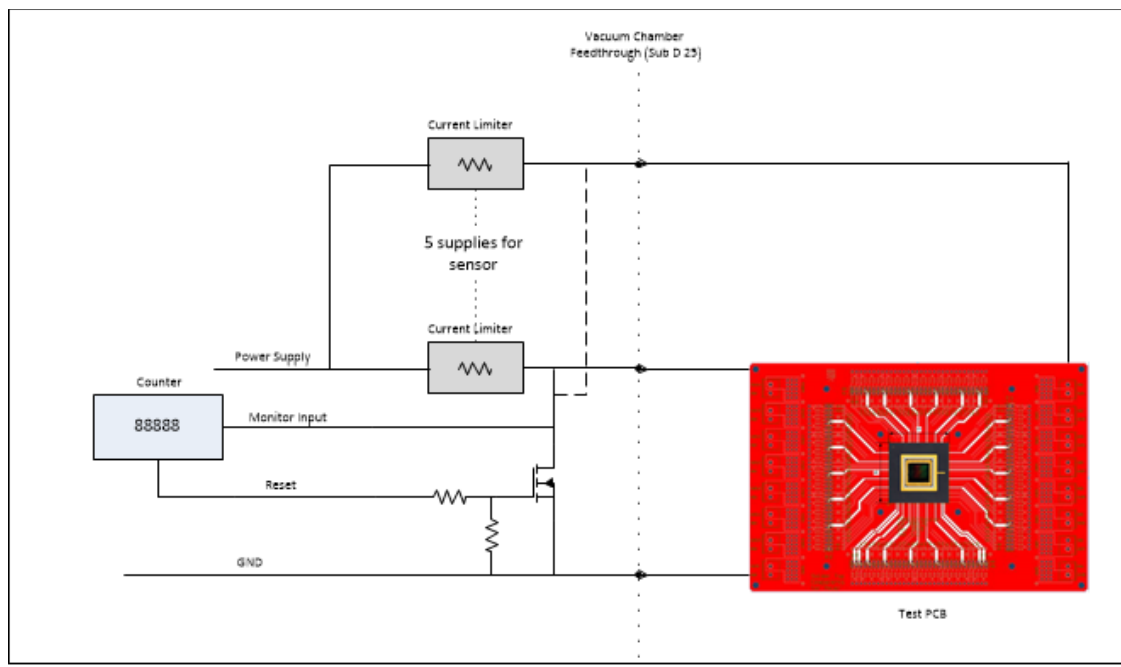 Vacuum Chamber
Feedthrough (Sub D 25)
Current Limiter
5 supplies for
sensor
Current Limiter
Power Supply
Counter
88888
Monitor Input
Reset
GND
Test PCB